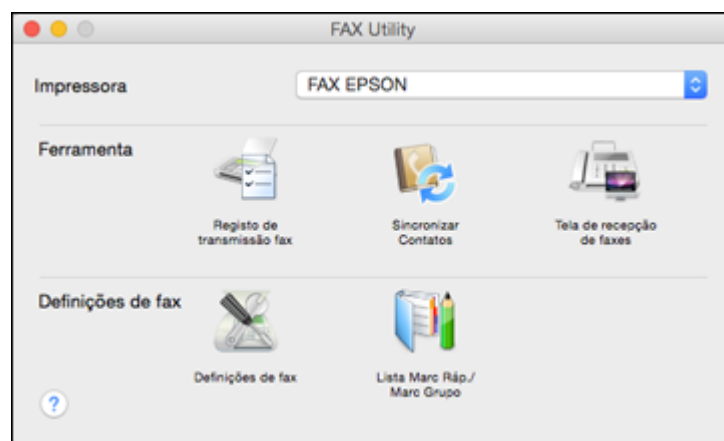 FAX Utility
Impressora
FAX EPSON
Ferramenta
Registo de
transmissão fax
Sincronizar
Contatos
Tela de recepção
de faxes
Definições de fax
Definições de fax
Lista Marc Ráp./
Marc Grupo
?